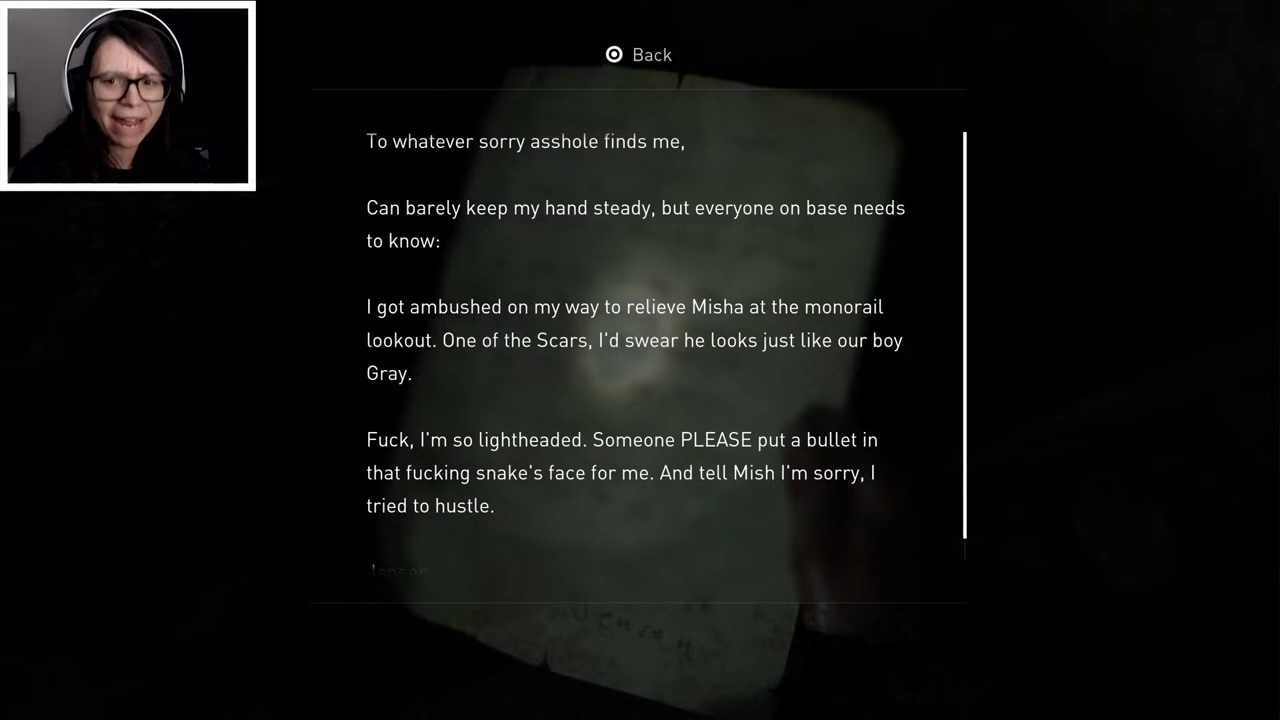 Back
To whatever sorry asshole finds me,
Can barely keep my hand steady, but everyone on base needs
to know:
I got ambushed on my way to relieve Misha at the monorail
lookout. One of the Scars, I'd swear he looks just like our boy
Gray.
Fuck, I'm so lightheaded. Someone PLEASE put a bullet in
that fucking snake's face for me. And tell Mish I'm sorry, I
tried to hustle.